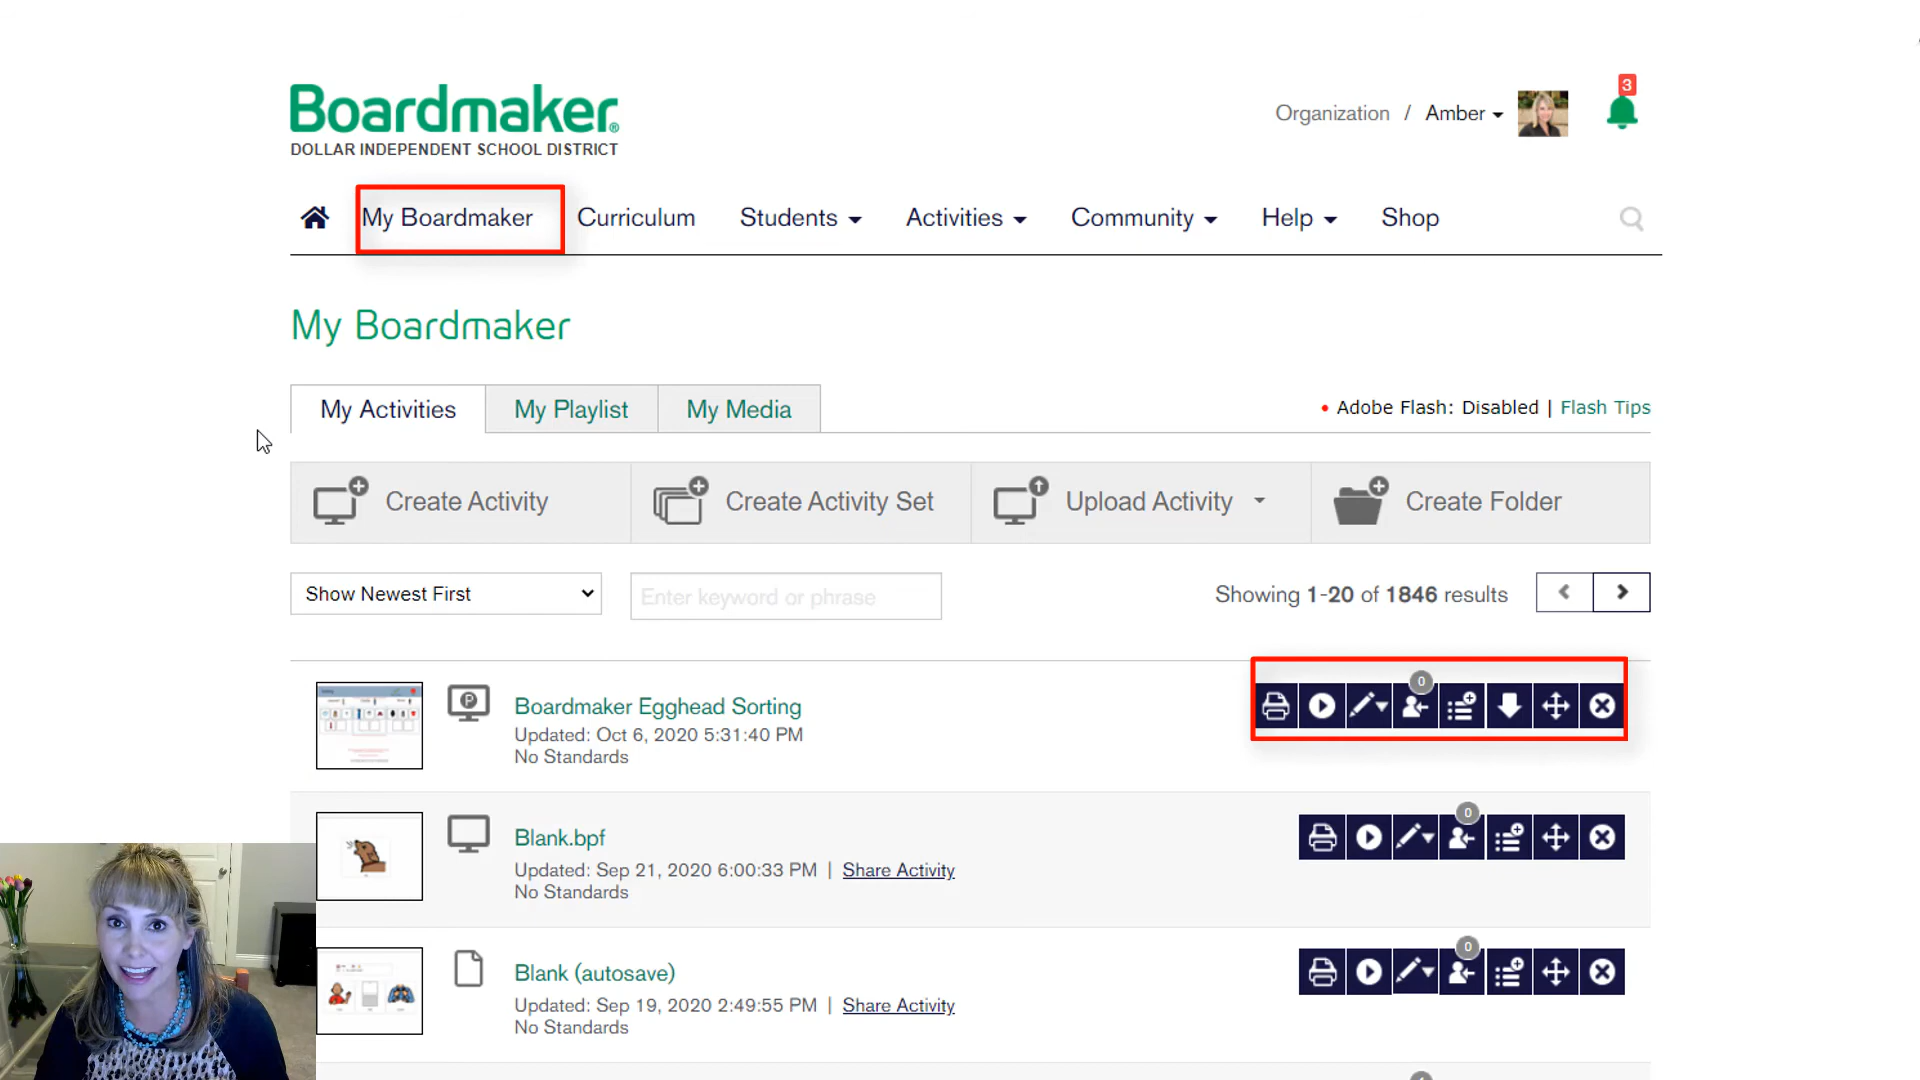 Boardmaker®
DOLLAR INDEPENDENT SCHOOL DISTRICT
Organization / Amber
3
My Boardmaker Curriculum Students Activities Community Help Shop
My Boardmaker
My Activities My Playlist My Media
• Adobe Flash: Disabled | Flash Tips
Create Activity Create Activity Set Upload Activity Create Folder
Show Newest First
Enter keyword or phrase
Showing 1-20 of 1846 results
0
P
Boardmaker Egghead Sorting
Updated: Oct 6, 2020 5:31:40 PM
No Standards
0
Blank.bpf
Updated: Sep 21, 2020 6:00:33 PM | Share Activity
No Standards
0
Blank (autosave)
Updated: Sep 19, 2020 2:49:55 PM | Share Activity
No Standards